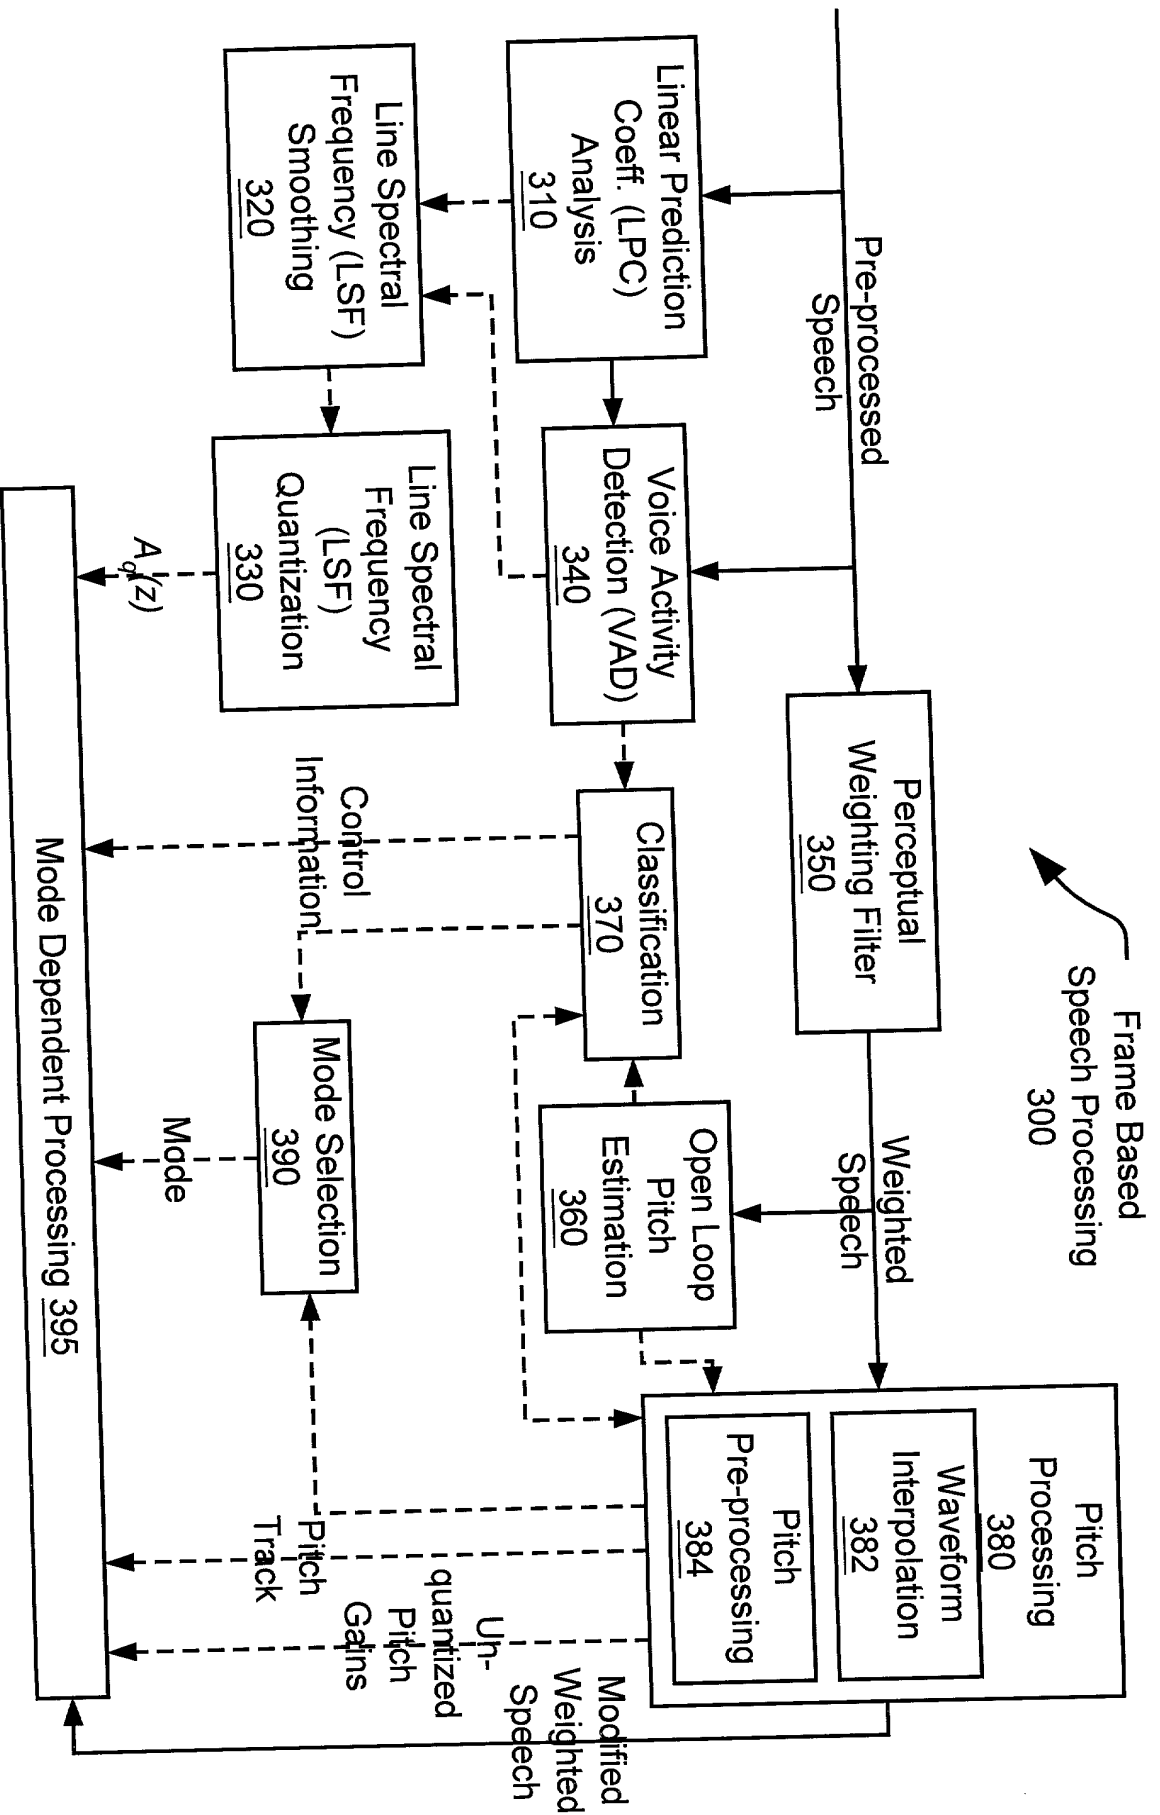 Frame Based
Speech Processing
300
Pre-processed
Speech
Linear Prediction
Coeff. (LPC)
Analysis
310
Line Spectral
Frequency (LSF)
Smoothing
320
Line Spectral
Frequency
(LSF)
Quantization
330
Voice Activity
Detection (VAD)
340
Perceptual
Weighting Filter
350
Weighted
Speech
Open Loop
Pitch
Estimation
360
Classification
370
Control
Information
Pitch
Processing
380
Waveform
Interpolation
382
Pitch
Pre-processing
384
Mode Selection
390
Aq(z)
Mode
Pitch
Track
Un-
quantized
Pitch
Gains
Modified
Weighted
Speech
Mode Dependent Processing 395